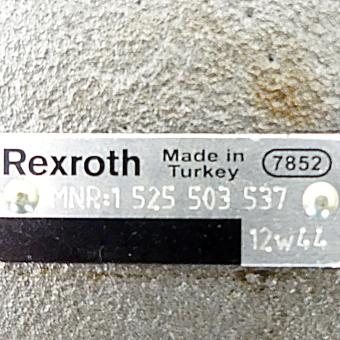 Rexroth Made in Turkey 7852
MNR:1 525 503 537
12w44